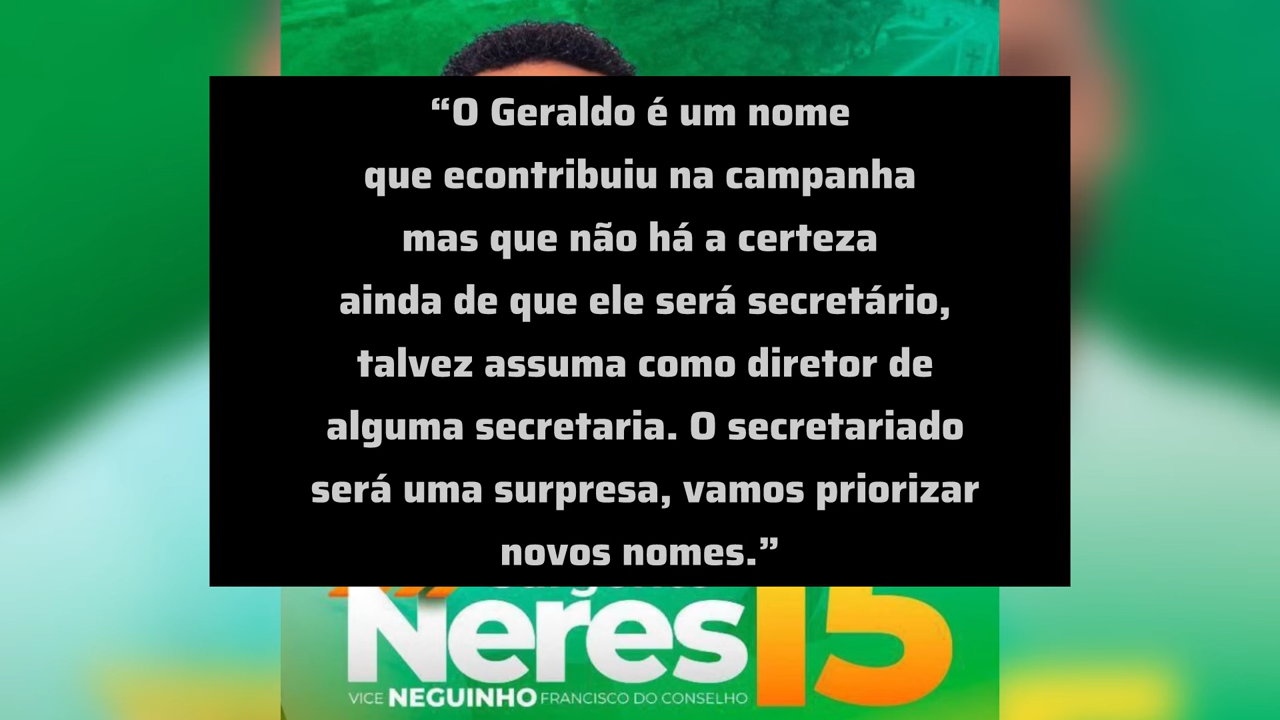 “O Geraldo é um nome
que econtribuiu na campanha
mas que não há a certeza
ainda de que ele será secretário,
talvez assuma como diretor de
alguma secretaria. O secretariado
será uma surpresa, vamos priorizar
novos nomes.”
Neres 15
VICE NEGUINHO FRANCISCO DO CONSELHO